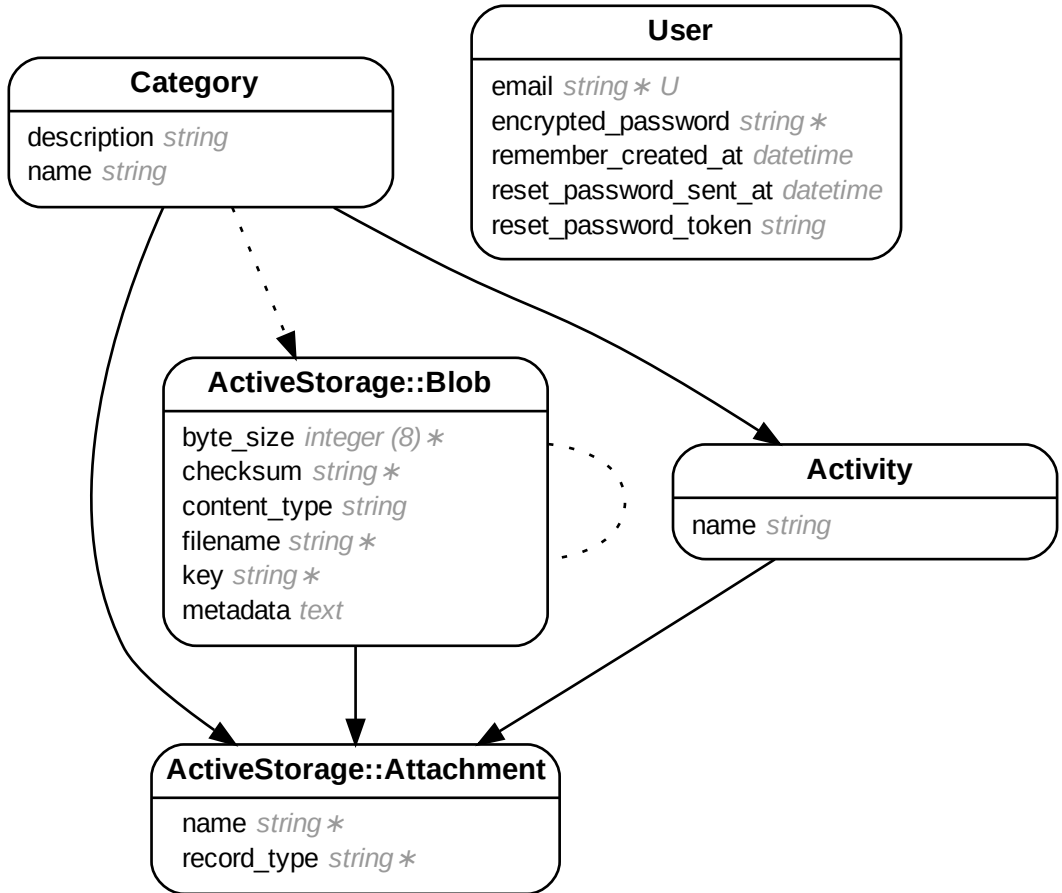 User
email string∗ U
encrypted_password string∗
remember_created_at datetime
reset_password_sent_at datetime
reset_password_token string
Category
description string
name string
ActiveStorage::Blob
byte_size integer (8)∗
checksum string∗
content_type string
filename string∗
key string∗
metadata text
Activity
name string
ActiveStorage::Attachment
name string∗
record_type string∗